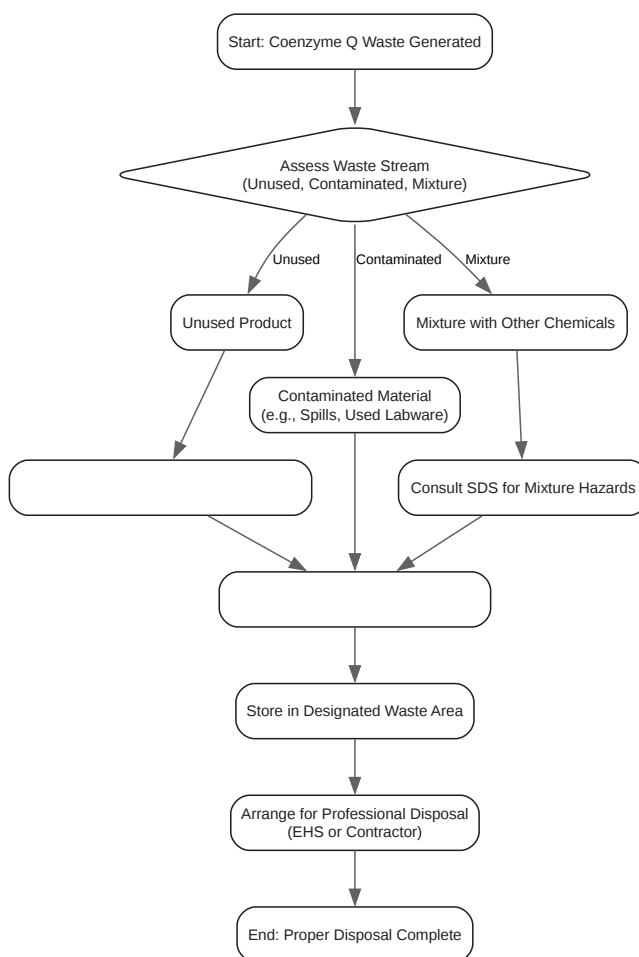 Start: Coenzyme Q Waste Generated
Assess Waste Stream
(Unused, Contaminated, Mixture)
Unused
Contaminated
Mixture
Unused Product
Mixture with Other Chemicals
Contaminated Material
(e.g., Spills, Used Labware)
Consult SDS for Mixture Hazards
Store in Designated Waste Area
Arrange for Professional Disposal
(EHS or Contractor)
End: Proper Disposal Complete